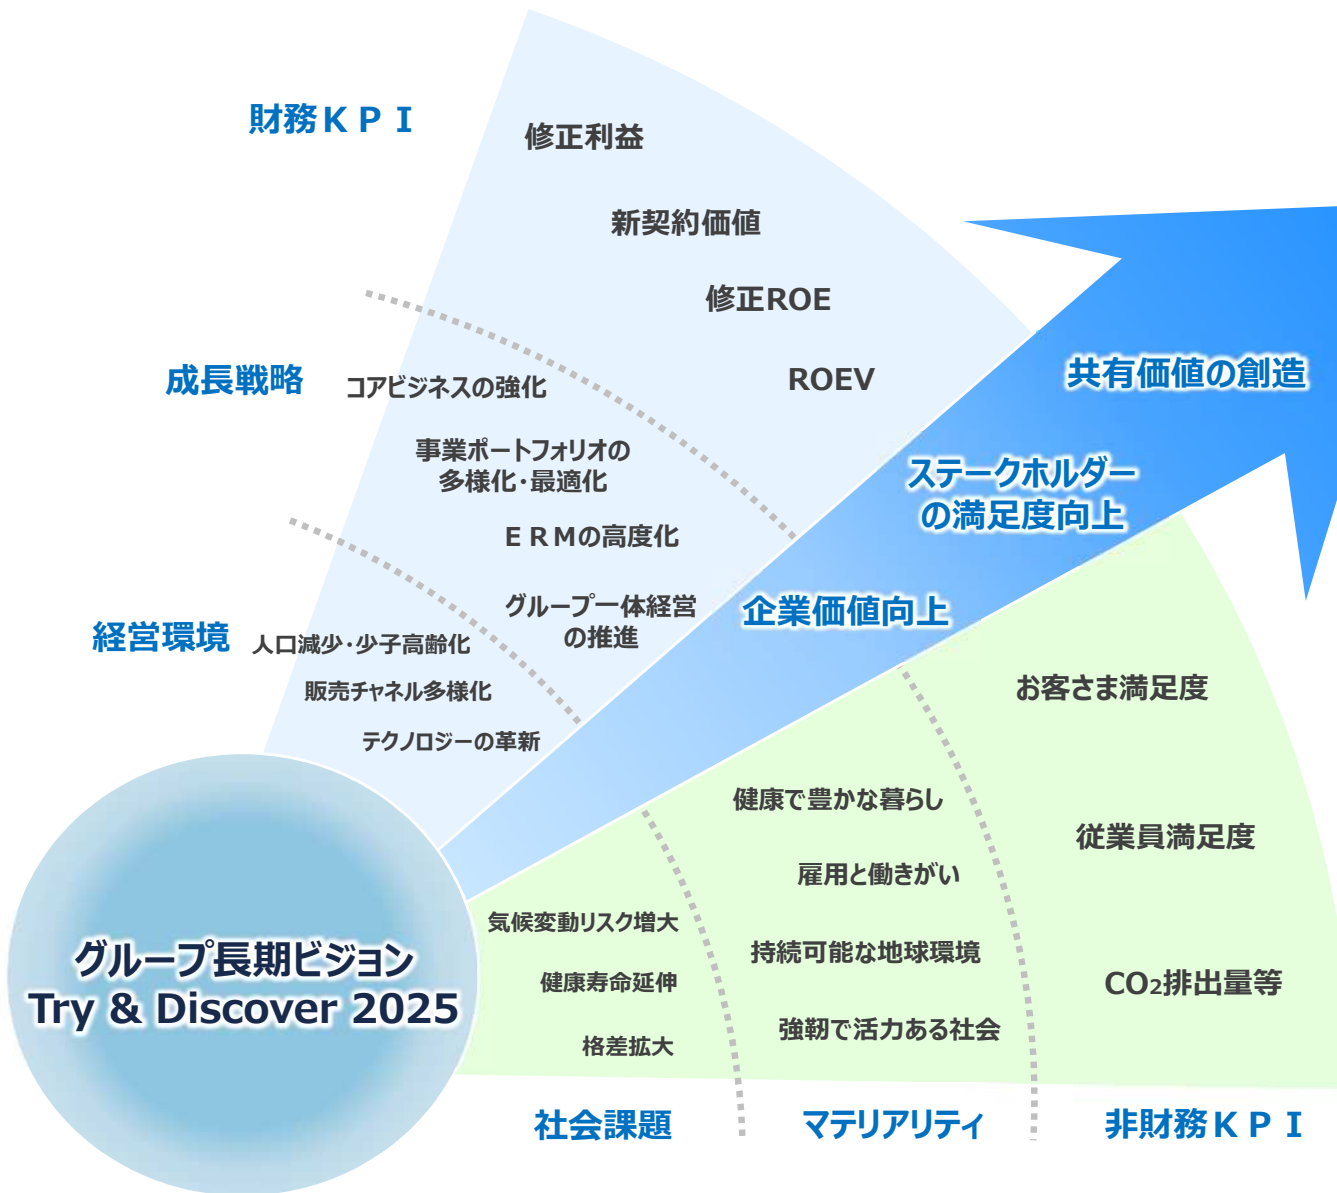 財務ＫＰＩ
修正利益
新契約価値
修正ROE
ROEV
成長戦略
コアビジネスの強化
事業ポートフォリオの
多様化･最適化
ＥＲＭの高度化
グループ一体経営
の推進
経営環境
人口減少･少子高齢化
販売チャネル多様化
テクノロジーの革新
共有価値の創造
ステークホルダー
の満足度向上
企業価値向上
グループ長期ビジョン
Try & Discover 2025
気候変動リスク増大
健康寿命延伸
格差拡大
社会課題
健康で豊かな暮らし
雇用と働きがい
持続可能な地球環境
強靭で活力ある社会
マテリアリティ
お客さま満足度
従業員満足度
CO₂排出量等
非財務ＫＰＩ